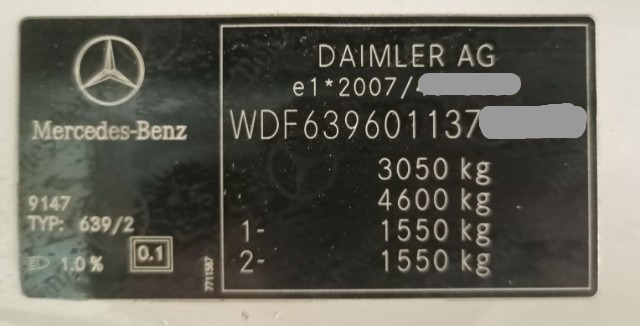 Mercedes-Benz
9147
TYP: 639/2
1.0 %
0.1
7711587
DAIMLER AG
e1*2007/
WDF639601137
3050 kg
4600 kg
1- 1550 kg
2- 1550 kg